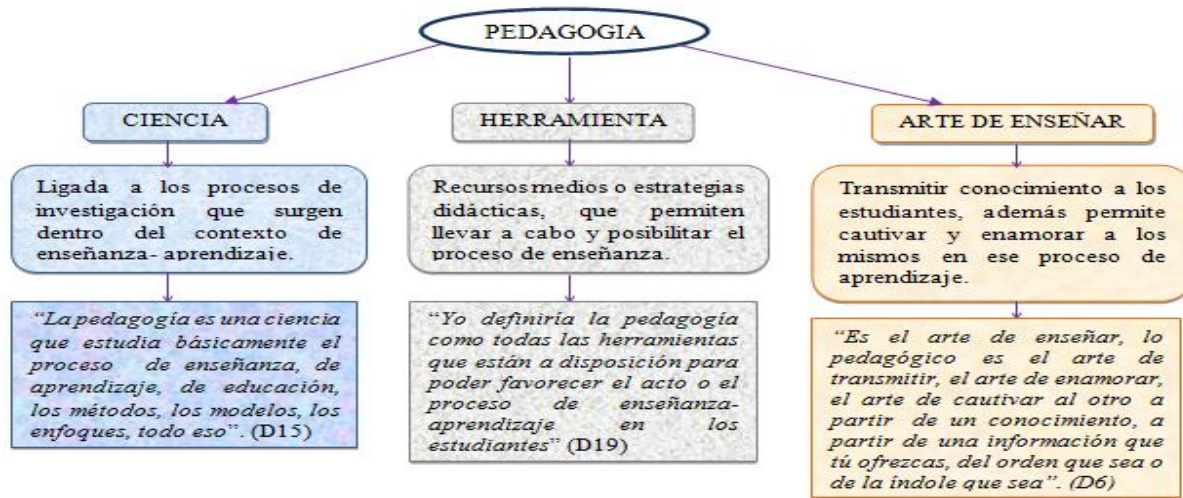 PEDAGOGIA
CIENCIA
Ligada a los procesos de
investigación que surgen
dentro del contexto de
enseñanza- aprendizaje.
“La pedagogía es una ciencia
que estudia básicamente el
proceso de enseñanza, de
aprendizaje, de educación,
los métodos, los modelos, los
enfoques, todo eso”. (D15)
HERRAMIENTA
Recursos medios o estrategias
didácticas, que permiten
llevar a cabo y posibilitar el
proceso de enseñanza.
“Yo definiría la pedagogía
como todas las herramientas
que están a disposición para
poder favorecer el acto o el
proceso de enseñanza-
aprendizaje en los
estudiantes” (D19)
ARTE DE ENSEÑAR
Transmitir conocimiento a los
estudiantes, además permite
cautivar y enamorar a los
mismos en ese proceso de
aprendizaje.
“Es el arte de enseñar, lo
pedagógico es el arte de
transmitir, el arte de enamorar,
el arte de cautivar al otro a
partir de un conocimiento, a
partir de una información que
tú ofrezcas, del orden que sea o
de la índole que sea”. (D6)